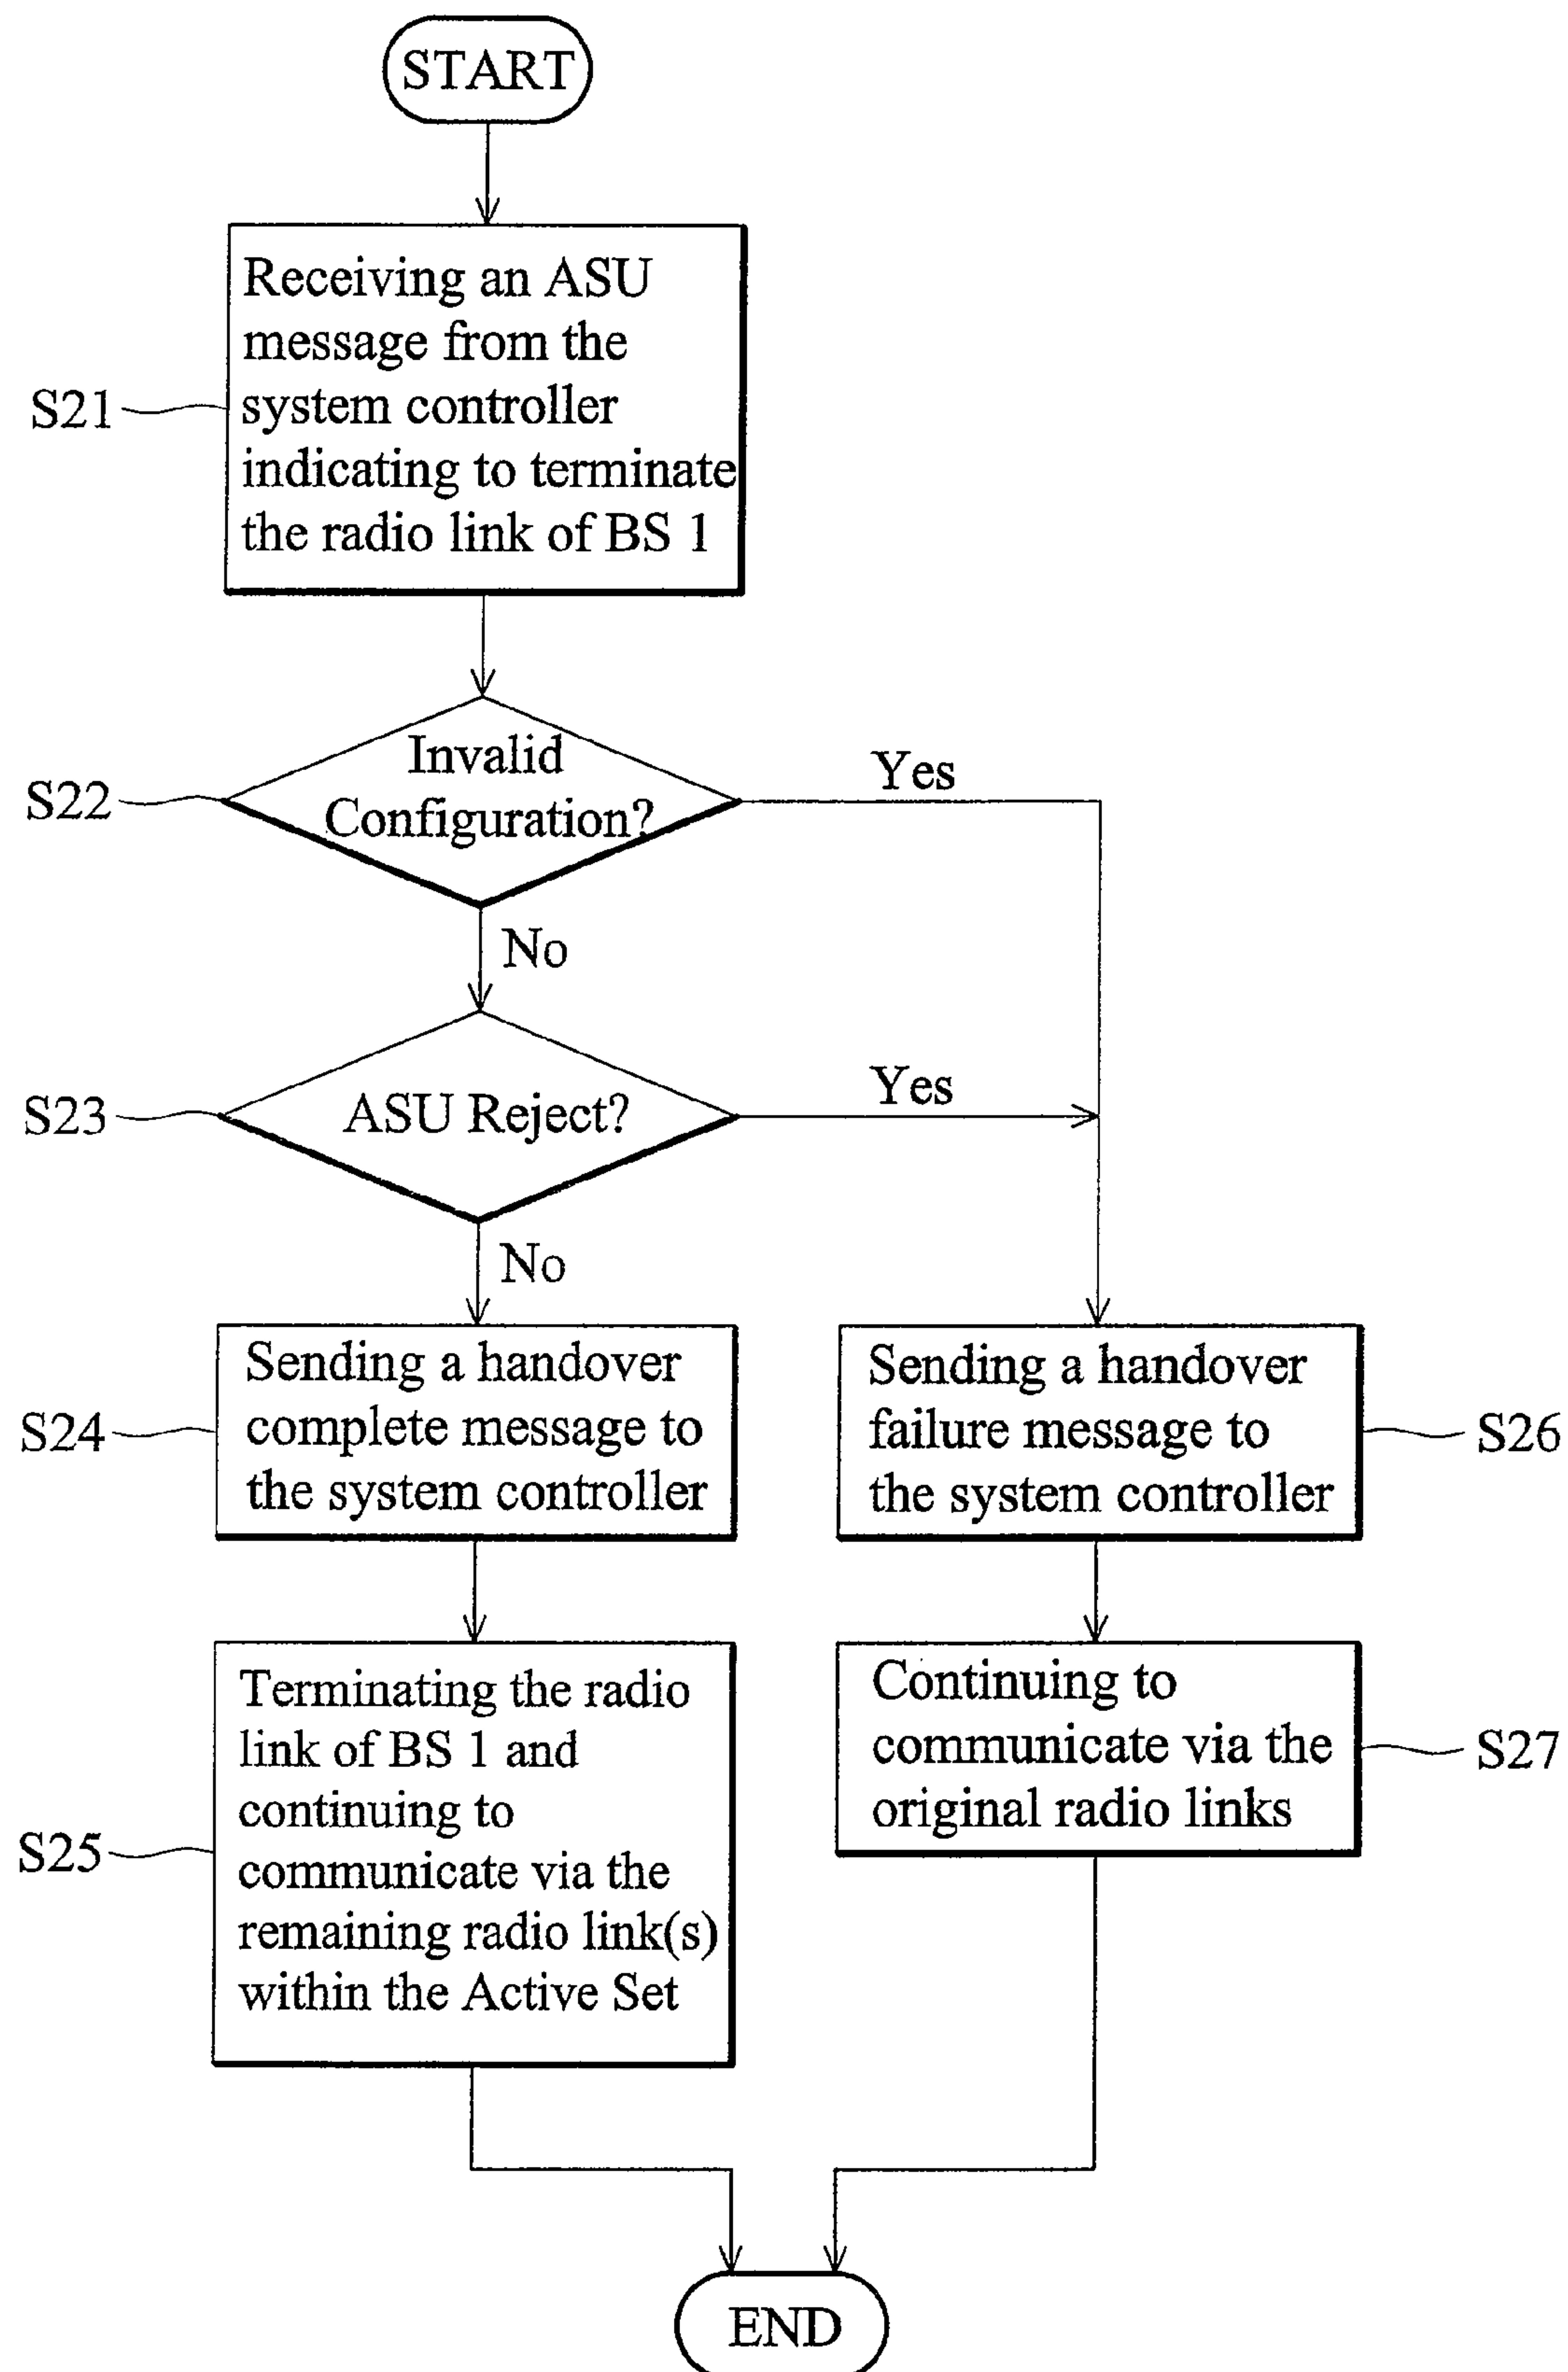 START
Receiving an ASU
message from the
system controller
indicating to terminate
the radio link of BS 1
S21
Invalid
Configuration?
S22
Yes
No
ASU Reject?
S23
Yes
No
Sending a handover
complete message to
the system controller
S24
Sending a handover
failure message to
the system controller
S26
Terminating the radio
link of BS 1 and
continuing to
communicate via the
remaining radio link(s)
within the Active Set
S25
Continuing to
communicate via the
original radio links
S27
END